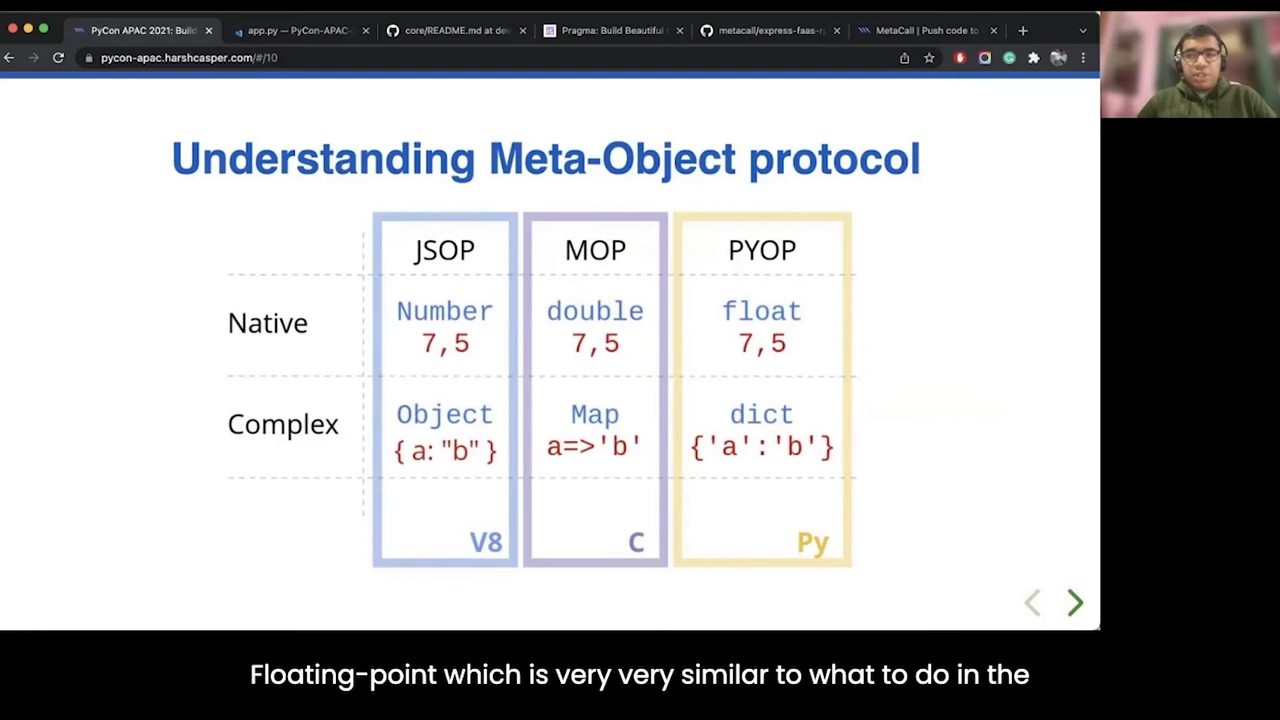 PyCon APAC 2021: Build
app.py — PyCon-APAC-
core/README.md at dev
Pragma: Build Beautiful
metacall/express-faas-
MetaCall | Push code to
pycon-apac.harshcasper.com/#/10
Understanding Meta-Object protocol
JSOP MOP PYOP
Native
Number double float
7,5 7,5 7,5
Complex
Object Map dict
{ a: "b" } a=>'b' {'a':'b'}
V8 C Py
Floating-point which is very very similar to what to do in the